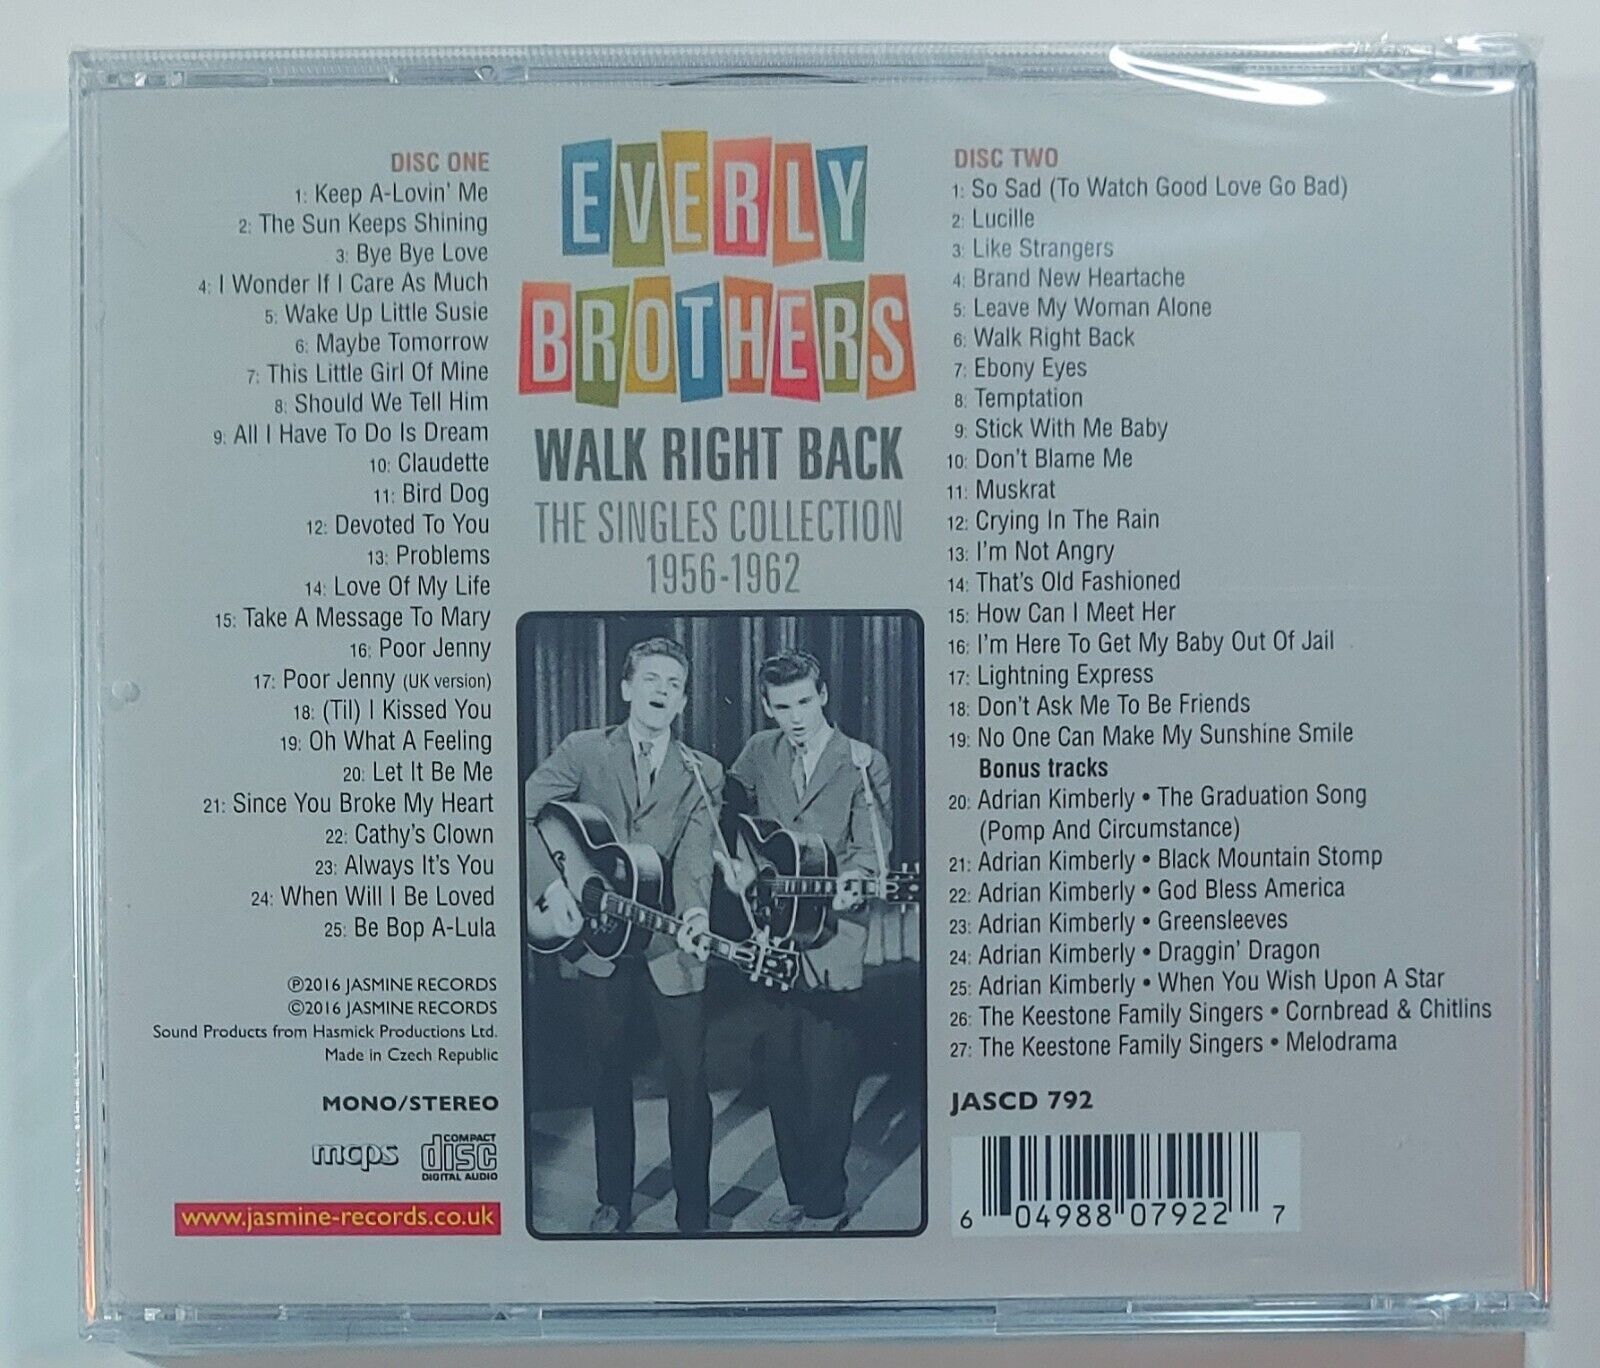 DISC ONE
1: Keep A-Lovin' Me
2: The Sun Keeps Shining
3: Bye Bye Love
4: I Wonder If I Care As Much
5: Wake Up Little Susie
6: Maybe Tomorrow
7: This Little Girl Of Mine
8: Should We Tell Him
9: All I Have To Do Is Dream
10: Claudette
11: Bird Dog
12: Devoted To You
13: Problems
14: Love Of My Life
15: Take A Message To Mary
16: Poor Jenny
17: Poor Jenny (UK version)
18: (Til) I Kissed You
19: Oh What A Feeling
20: Let It Be Me
21: Since You Broke My Heart
22: Cathy's Clown
23: Always It's You
24: When Will I Be Loved
25: Be Bop A-Lula
℗2016 JASMINE RECORDS
©2016 JASMINE RECORDS
Sound Products from Hasmick Productions Ltd.
Made in Czech Republic
MONO/STEREO
mcps
COMPACT
disc
DIGITAL AUDIO
www.jasmine-records.co.uk
EVERLY
BROTHERS
WALK RIGHT BACK
THE SINGLES COLLECTION
1956-1962
DISC TWO
1: So Sad (To Watch Good Love Go Bad)
2: Lucille
3: Like Strangers
4: Brand New Heartache
5: Leave My Woman Alone
6: Walk Right Back
7: Ebony Eyes
8: Temptation
9: Stick With Me Baby
10: Don't Blame Me
11: Muskrat
12: Crying In The Rain
13: I'm Not Angry
14: That's Old Fashioned
15: How Can I Meet Her
16: I'm Here To Get My Baby Out Of Jail
17: Lightning Express
18: Don't Ask Me To Be Friends
19: No One Can Make My Sunshine Smile
Bonus tracks
20: Adrian Kimberly • The Graduation Song
(Pomp And Circumstance)
21: Adrian Kimberly • Black Mountain Stomp
22: Adrian Kimberly • God Bless America
23: Adrian Kimberly • Greensleeves
24: Adrian Kimberly • Draggin' Dragon
25: Adrian Kimberly • When You Wish Upon A Star
26: The Keestone Family Singers • Cornbread & Chitlins
27: The Keestone Family Singers • Melodrama
JASCD 792
6 04988 07922 7